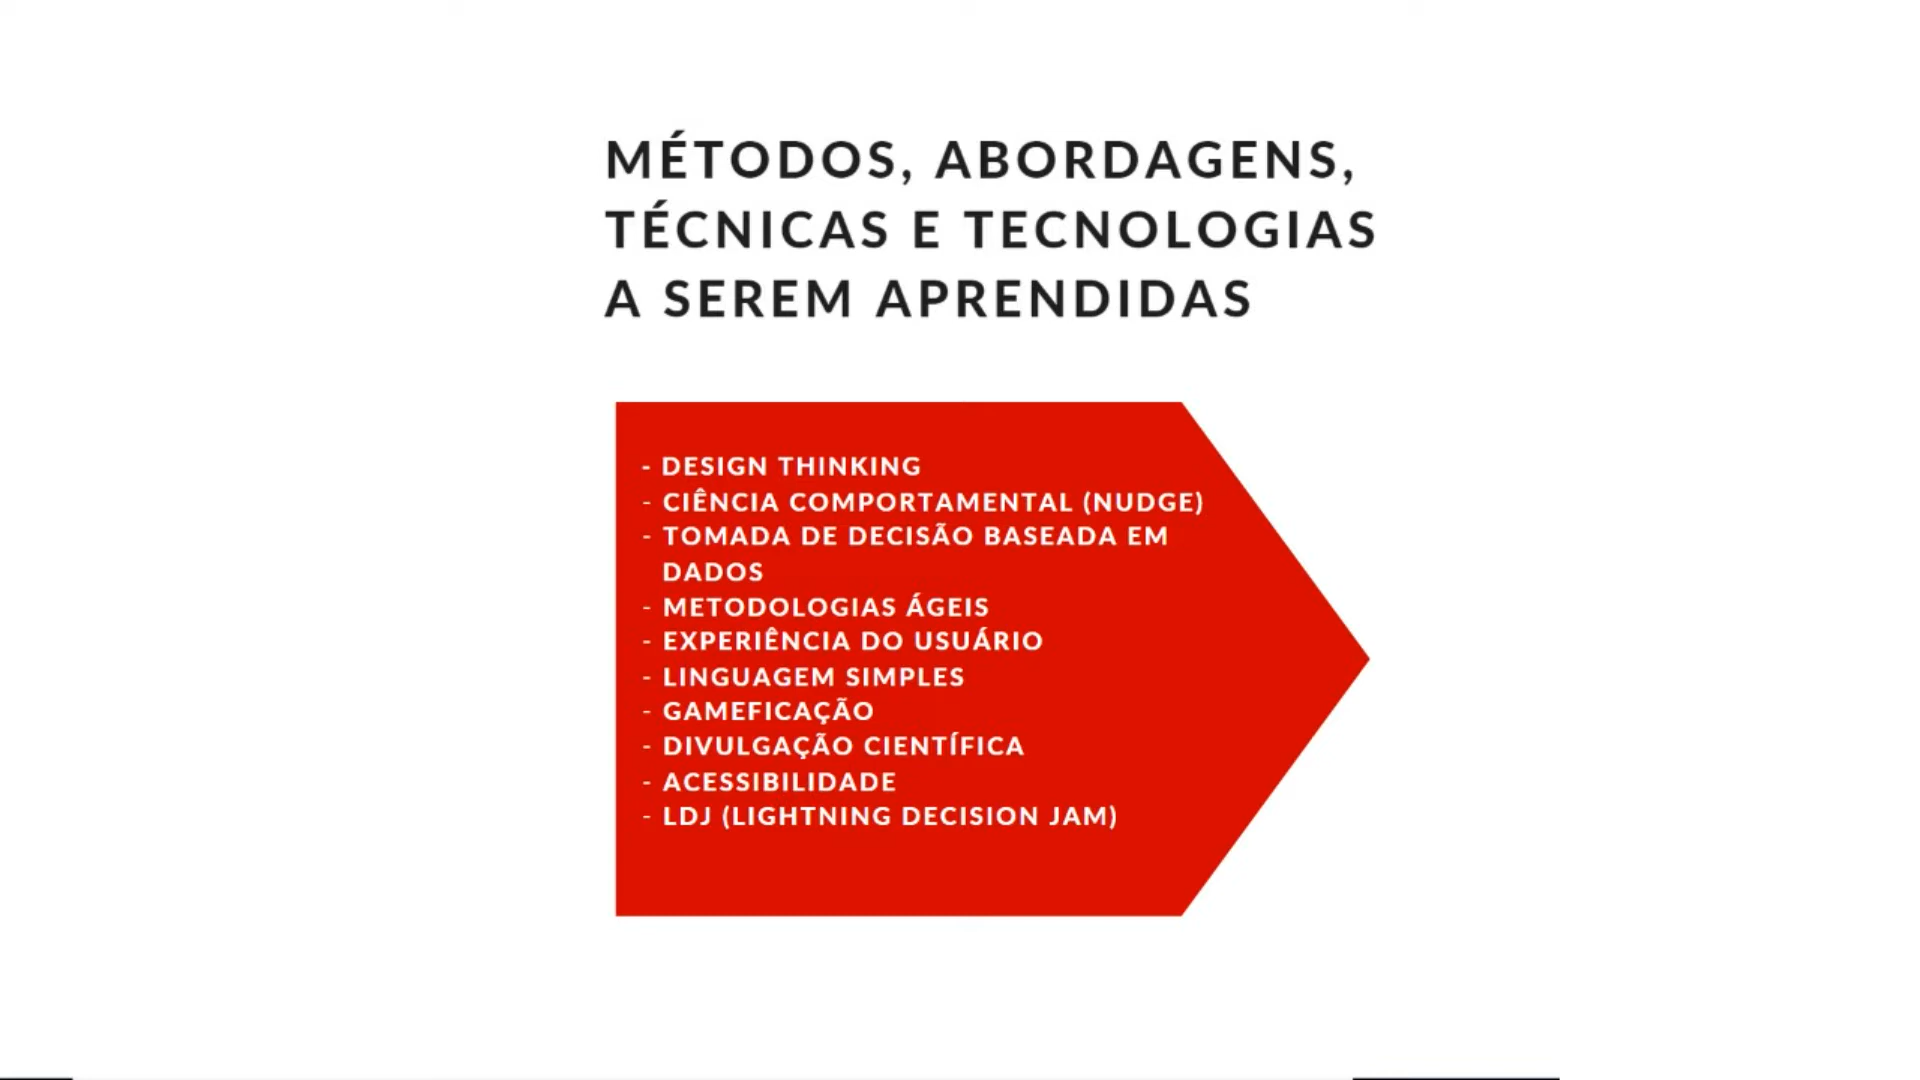 MÉTODOS, ABORDAGENS,
TÉCNICAS E TECNOLOGIAS
A SEREM APRENDIDAS
- DESIGN THINKING
- CIÊNCIA COMPORTAMENTAL (NUDGE)
- TOMADA DE DECISÃO BASEADA EM
DADOS
- METODOLOGIAS ÁGEIS
- EXPERIÊNCIA DO USUÁRIO
- LINGUAGEM SIMPLES
- GAMEFICAÇÃO
- DIVULGAÇÃO CIENTÍFICA
- ACESSIBILIDADE
- LDJ (LIGHTNING DECISION JAM)